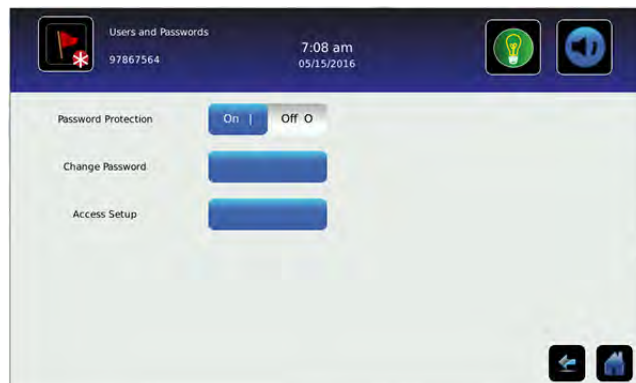 Users and Passwords
97867564
7:08 am
05/15/2016
Password Protection
On | Off O
Change Password
Access Setup